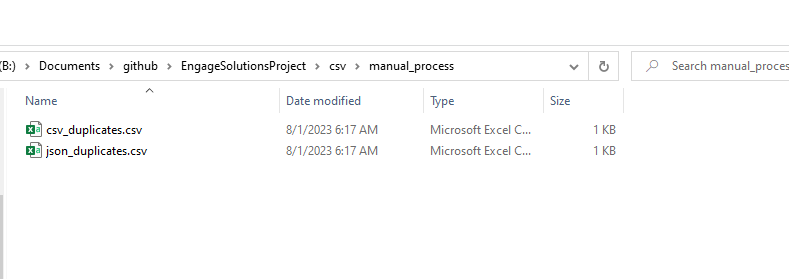 (B:) > Documents > github > EngageSolutionsProject > csv > manual_process
Search manual_proces
Name Date modified Type Size
csv_duplicates.csv 8/1/2023 6:17 AM Microsoft Excel C... 1 KB
json_duplicates.csv 8/1/2023 6:17 AM Microsoft Excel C... 1 KB